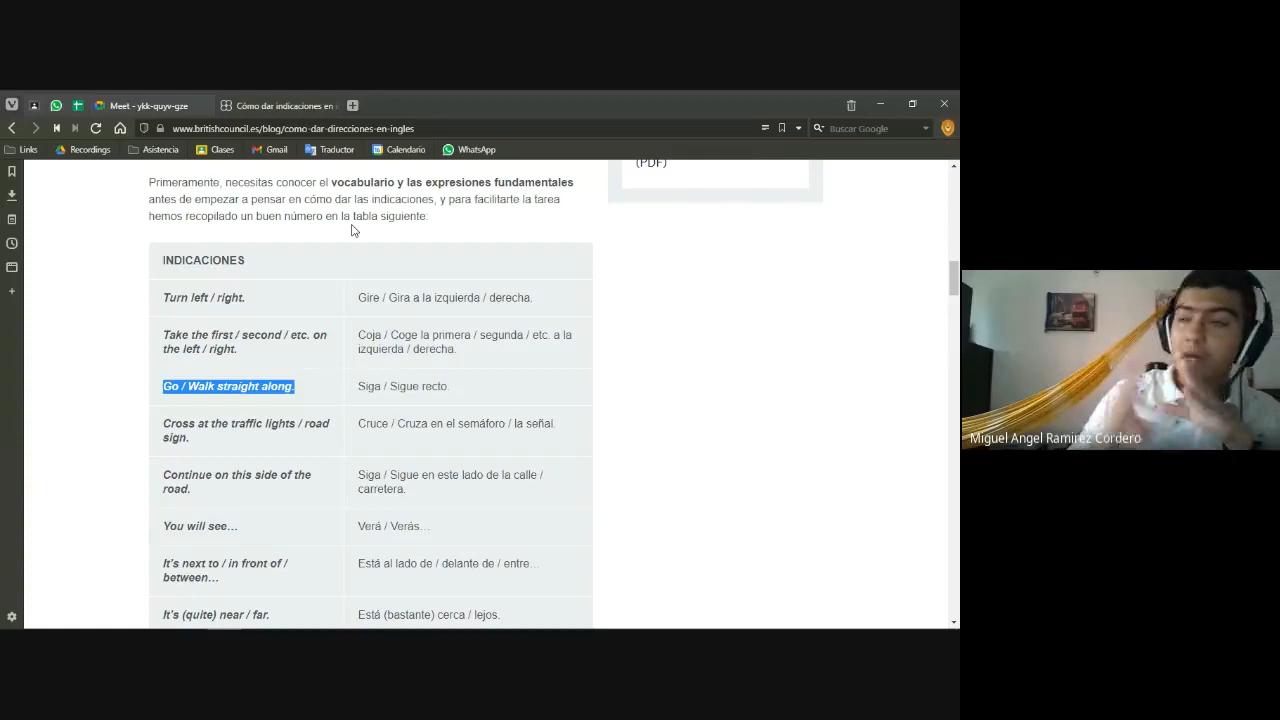 Meet - ykk-quyv-gze
Cómo dar indicaciones en i
www.britishcouncil.es/blog/como-dar-direcciones-en-ingles
Buscar Google
Links
Recordings
Asistencia
Clases
Gmail
Traductor
Calendario
WhatsApp
(PDF)
Primeramente, necesitas conocer el vocabulario y las expresiones fundamentales
antes de empezar a pensar en cómo dar las indicaciones, y para facilitarte la tarea
hemos recopilado un buen número en la tabla siguiente:
INDICACIONES
Turn left / right.
Gire / Gira a la izquierda / derecha.
Take the first / second / etc. on
the left / right.
Coja / Coge la primera / segunda / etc. a la
izquierda / derecha.
Go / Walk straight along.
Siga / Sigue recto.
Cross at the traffic lights / road
sign.
Cruce / Cruza en el semáforo / la señal.
Continue on this side of the
road.
Siga / Sigue en este lado de la calle /
carretera.
You will see…
Verá / Verás…
It's next to / in front of /
between…
Está al lado de / delante de / entre…
It's (quite) near / far.
Está (bastante) cerca / lejos.
Miguel Angel Ramirez Cordero